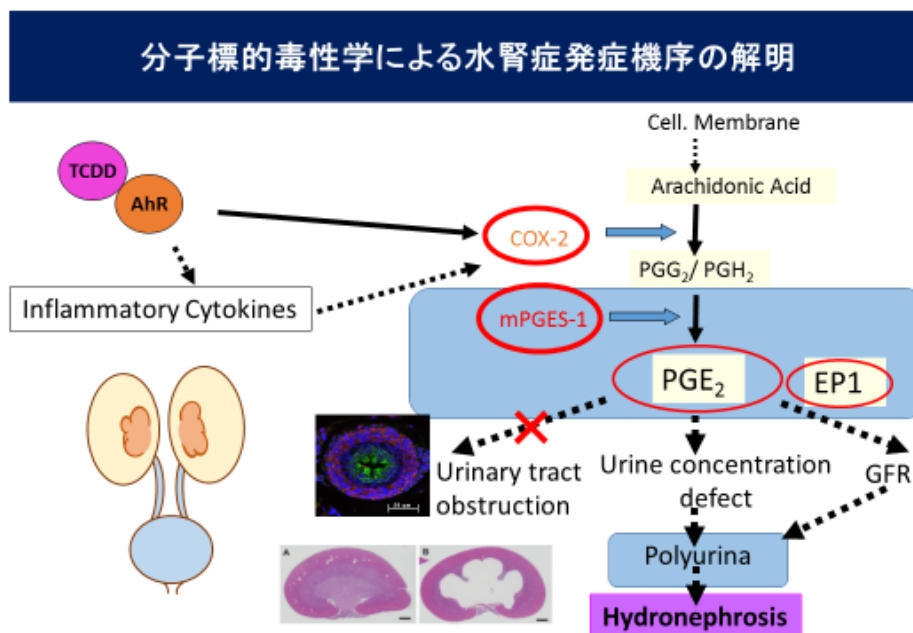 分子標的毒性学による水腎症発症機序の解明
Cell. Membrane
TCDD
AhR
Arachidonic Acid
COX-2
PGG₂/ PGH₂
Inflammatory Cytokines
mPGES-1
PGE₂
EP1
Urinary tract
obstruction
Urine concentration
defect
GFR
A
B
Polyurina
Hydronephrosis